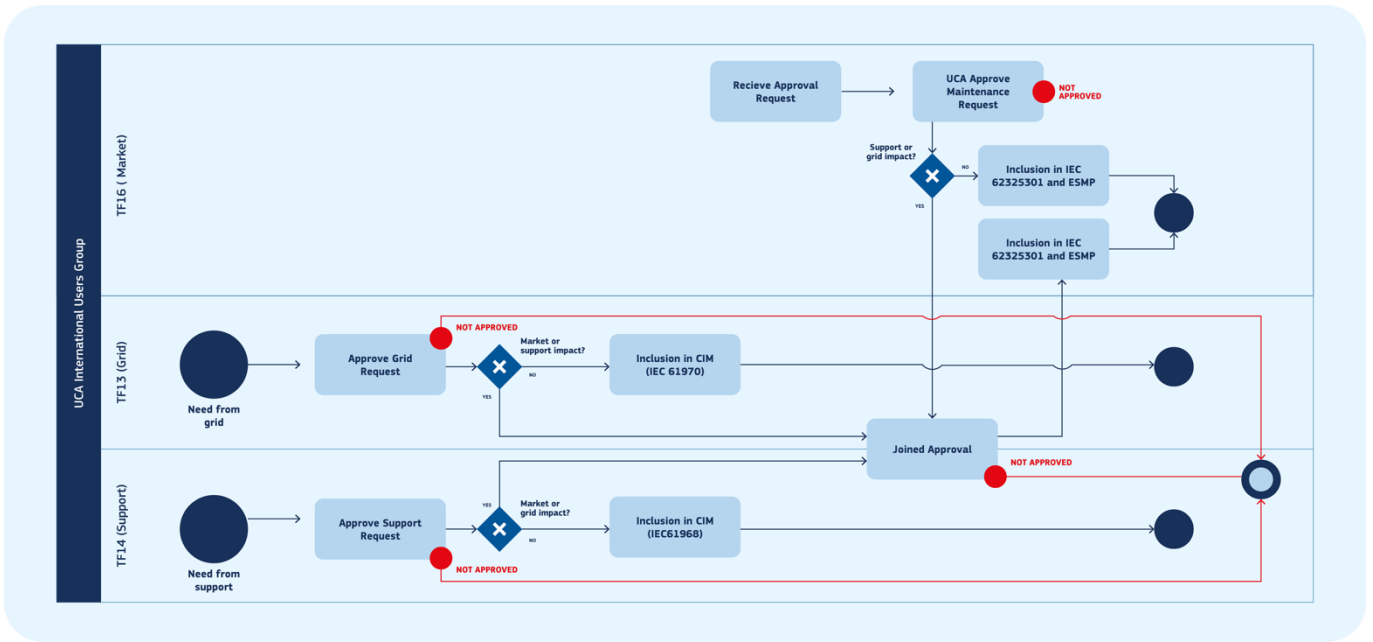 UCA International Users Group
TF16 ( Market)
Recieve Approval
Request
UCA Approve
Maintenance
Request
NOT
APPROVED
Support or
grid impact?
NO
YES
Inclusion in IEC
62325301 and ESMP
Inclusion in IEC
62325301 and ESMP
TF13 (Grid)
Need from
grid
Approve Grid
Request
NOT APPROVED
Market or
support impact?
NO
YES
Inclusion in CIM
(IEC 61970)
Joined Approval
NOT APPROVED
TF14 (Support)
Need from
support
Approve Support
Request
NOT APPROVED
YES
Market or
grid impact?
NO
Inclusion in CIM
(IEC61968)